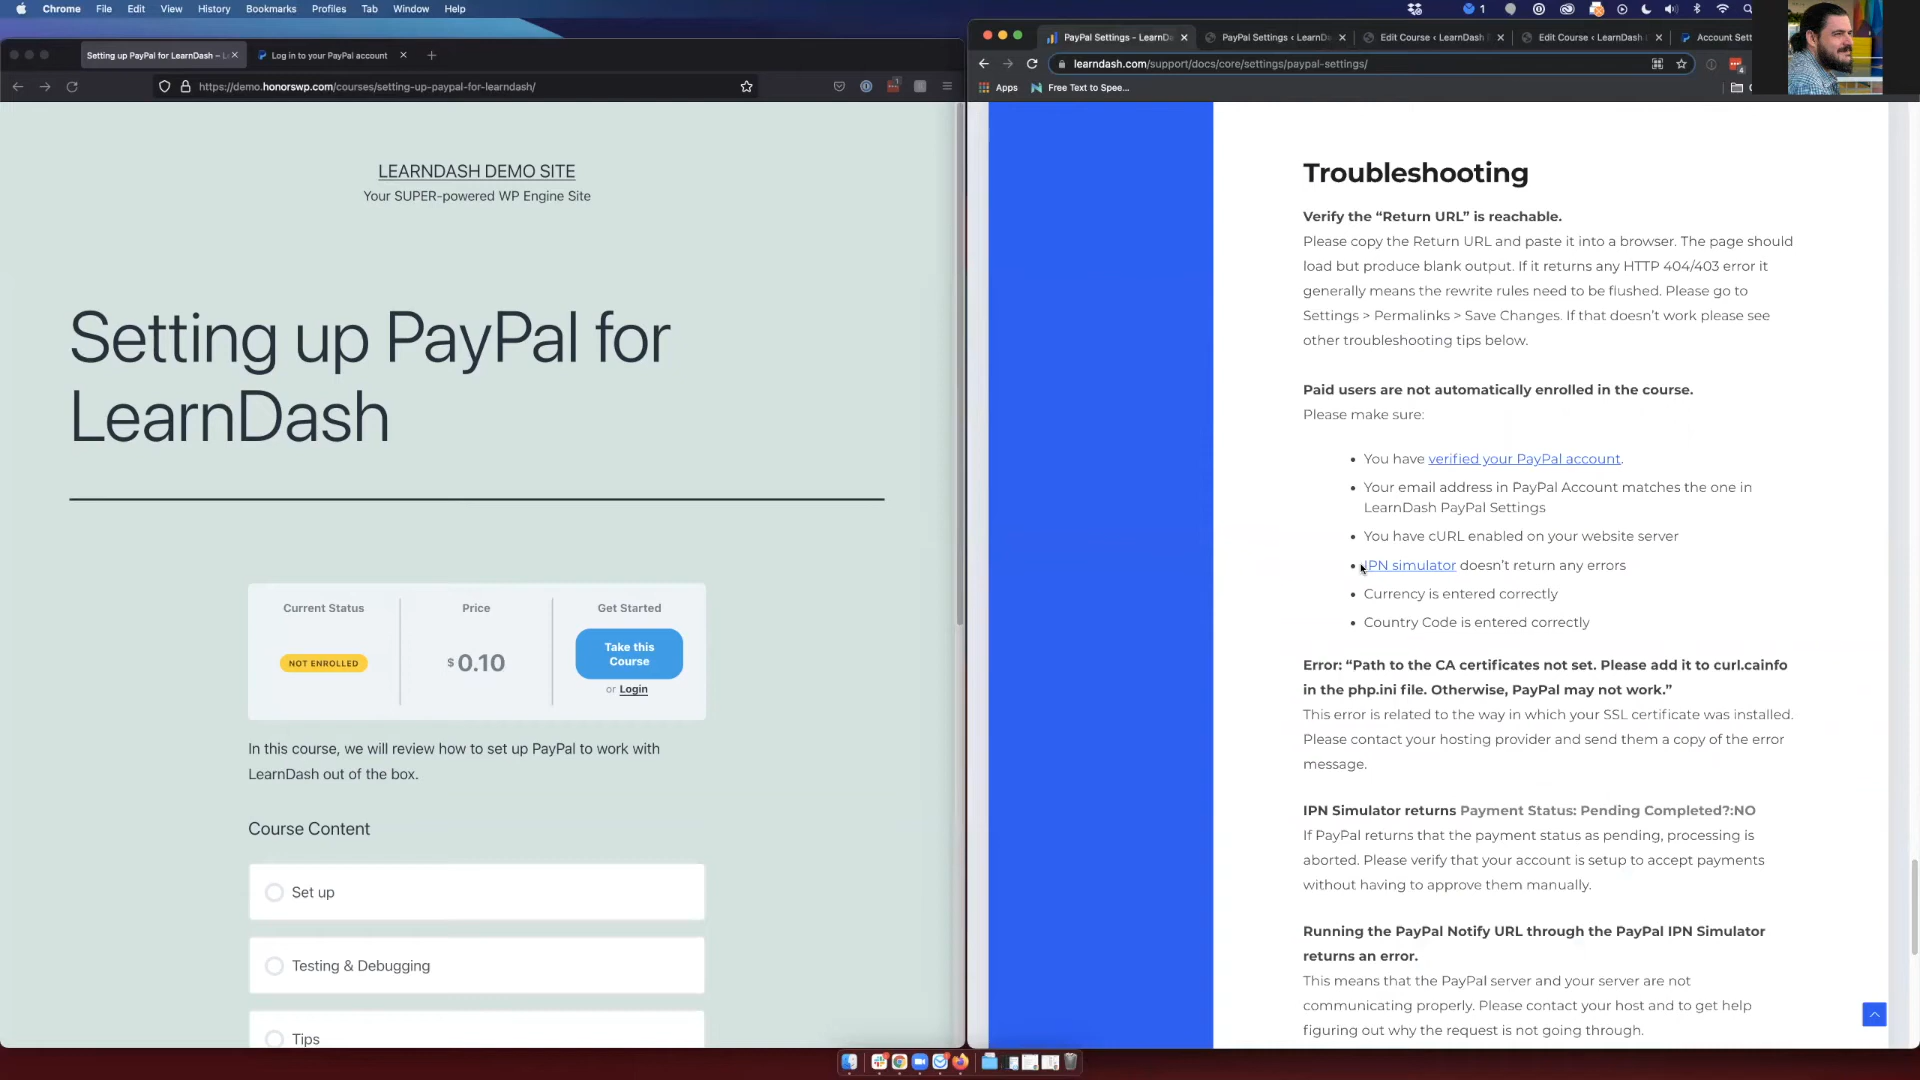 Chrome File Edit View History Bookmarks Profiles Tab Window Help
1
Setting up PayPal for LearnDash – L
Log in to your PayPal account
https://demo.honorswp.com/courses/setting-up-paypal-for-learndash/
1
LEARNDASH DEMO SITE
Your SUPER-powered WP Engine Site
Setting up PayPal for
LearnDash
Current Status
Price
Get Started
NOT ENROLLED
$ 0.10
Take this
Course
or Login
In this course, we will review how to set up PayPal to work with
LearnDash out of the box.
Course Content
Set up
Testing & Debugging
Tips
PayPal Settings - LearnDa
PayPal Settings ‹ LearnD
Edit Course ‹ LearnDash
Edit Course ‹ LearnDash
Account Sett
learndash.com/support/docs/core/settings/paypal-settings/
4
Apps
Free Text to Spee...
Troubleshooting
Verify the “Return URL” is reachable.
Please copy the Return URL and paste it into a browser. The page should
load but produce blank output. If it returns any HTTP 404/403 error it
generally means the rewrite rules need to be flushed. Please go to
Settings > Permalinks > Save Changes. If that doesn’t work please see
other troubleshooting tips below.
Paid users are not automatically enrolled in the course.
Please make sure:
• You have verified your PayPal account.
• Your email address in PayPal Account matches the one in
LearnDash PayPal Settings
• You have cURL enabled on your website server
• IPN simulator doesn’t return any errors
• Currency is entered correctly
• Country Code is entered correctly
Error: “Path to the CA certificates not set. Please add it to curl.cainfo
in the php.ini file. Otherwise, PayPal may not work.”
This error is related to the way in which your SSL certificate was installed.
Please contact your hosting provider and send them a copy of the error
message.
IPN Simulator returns Payment Status: Pending Completed?:NO
If PayPal returns that the payment status as pending, processing is
aborted. Please verify that your account is setup to accept payments
without having to approve them manually.
Running the PayPal Notify URL through the PayPal IPN Simulator
returns an error.
This means that the PayPal server and your server are not
communicating properly. Please contact your host and to get help
figuring out why the request is not going through.